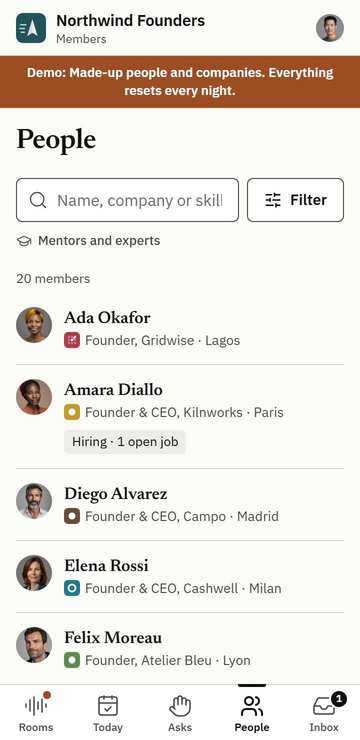 Northwind Founders
Members
Demo: Made-up people and companies. Everything
resets every night.
People
Name, company or skill
Filter
Mentors and experts
20 members
Ada Okafor
Founder, Gridwise · Lagos
Amara Diallo
Founder & CEO, Kilnworks · Paris
Hiring · 1 open job
Diego Alvarez
Founder & CEO, Campo · Madrid
Elena Rossi
Founder & CEO, Cashwell · Milan
Felix Moreau
Founder, Atelier Bleu · Lyon
1
Rooms
Today
Asks
People
Inbox